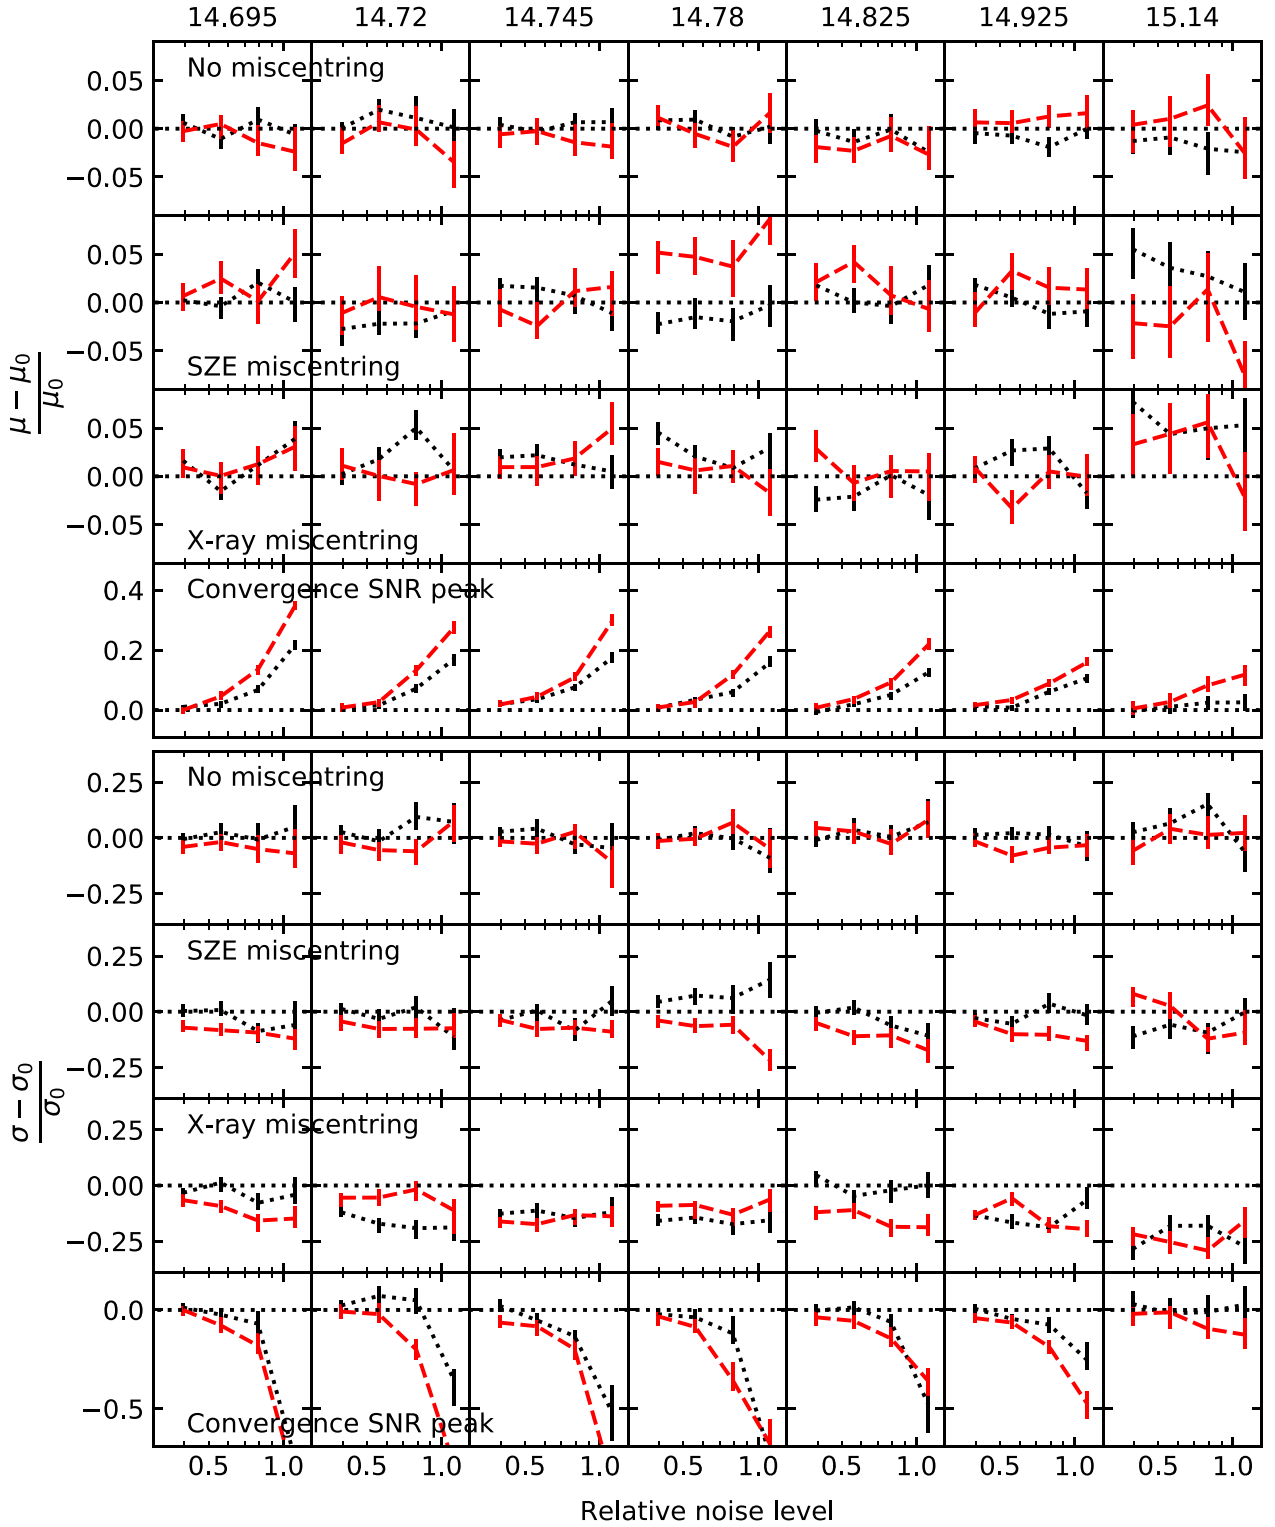 14.695 14.72 14.745 14.78 14.825 14.925 15.14
No miscentring
0.05
0.00
−0.05
SZE miscentring
0.05
0.00
−0.05
X-ray miscentring
0.05
0.00
−0.05
Convergence SNR peak
0.4
0.2
0.0
μ − μ0
μ0
No miscentring
0.25
0.00
−0.25
SZE miscentring
0.25
0.00
−0.25
X-ray miscentring
0.25
0.00
−0.25
Convergence SNR peak
0.0
−0.5
σ − σ0
σ0
0.5 1.0 0.5 1.0 0.5 1.0 0.5 1.0 0.5 1.0 0.5 1.0 0.5 1.0
Relative noise level